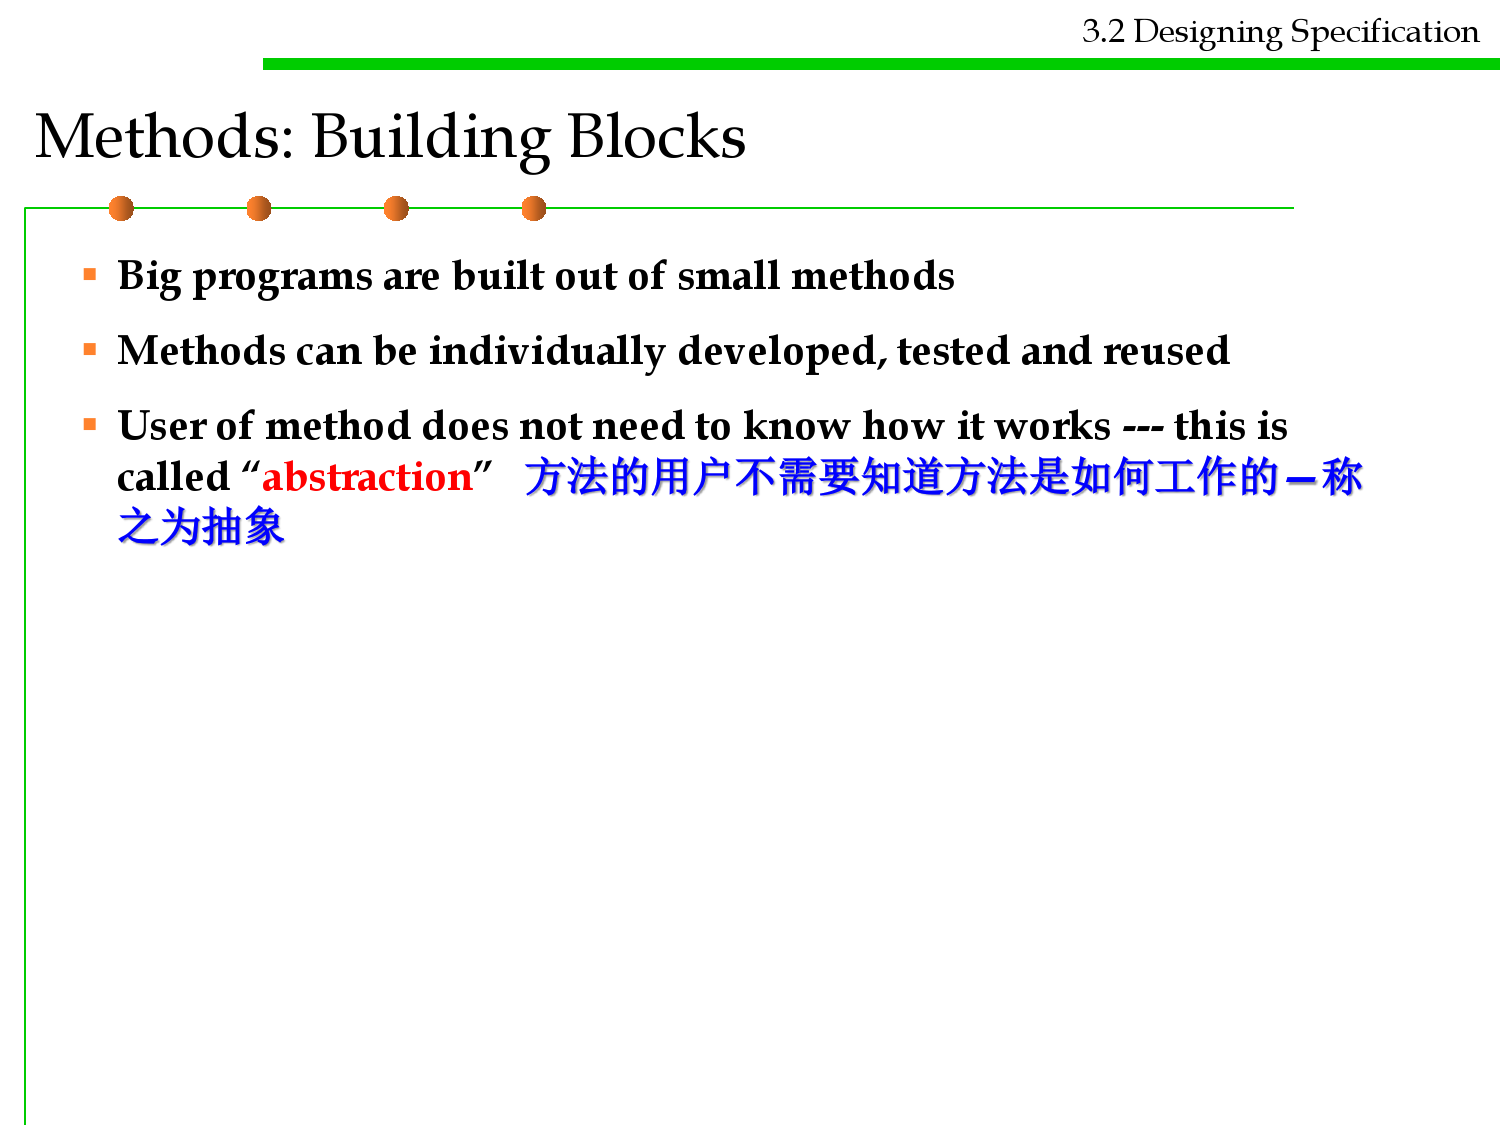 3.2 Designing Specification
Methods: Building Blocks
Big programs are built out of small methods
Methods can be individually developed, tested and reused
User of method does not need to know how it works --- this is
called “abstraction” 方法的用户不需要知道方法是如何工作的—称
之为抽象